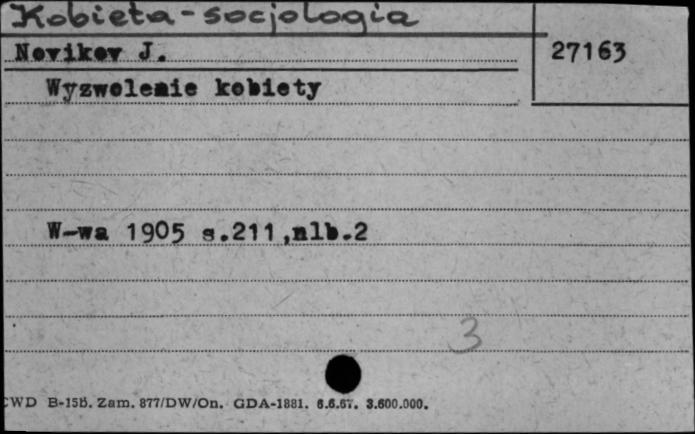 Kobieta-socjologia
Novikov J.
27163
Wyzwolenie kobiety
W-wa 1905 s.211,nlb.2
3
CWD B-15b. Zam. 877/DW/On. GDA-1881. 6.6.67. 3.600.000.